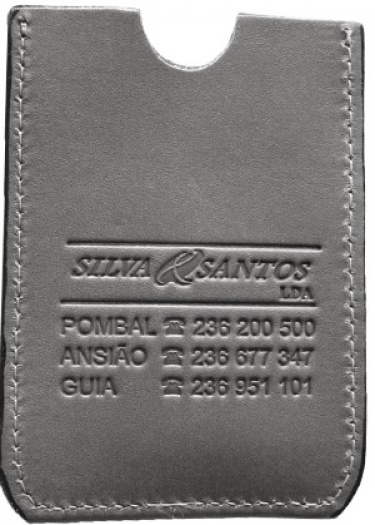 SILVA & SANTOS
LDA
POMBAL ☎ 236 200 500
ANSIÃO ☎ 236 677 347
GUIA ☎ 236 951 101